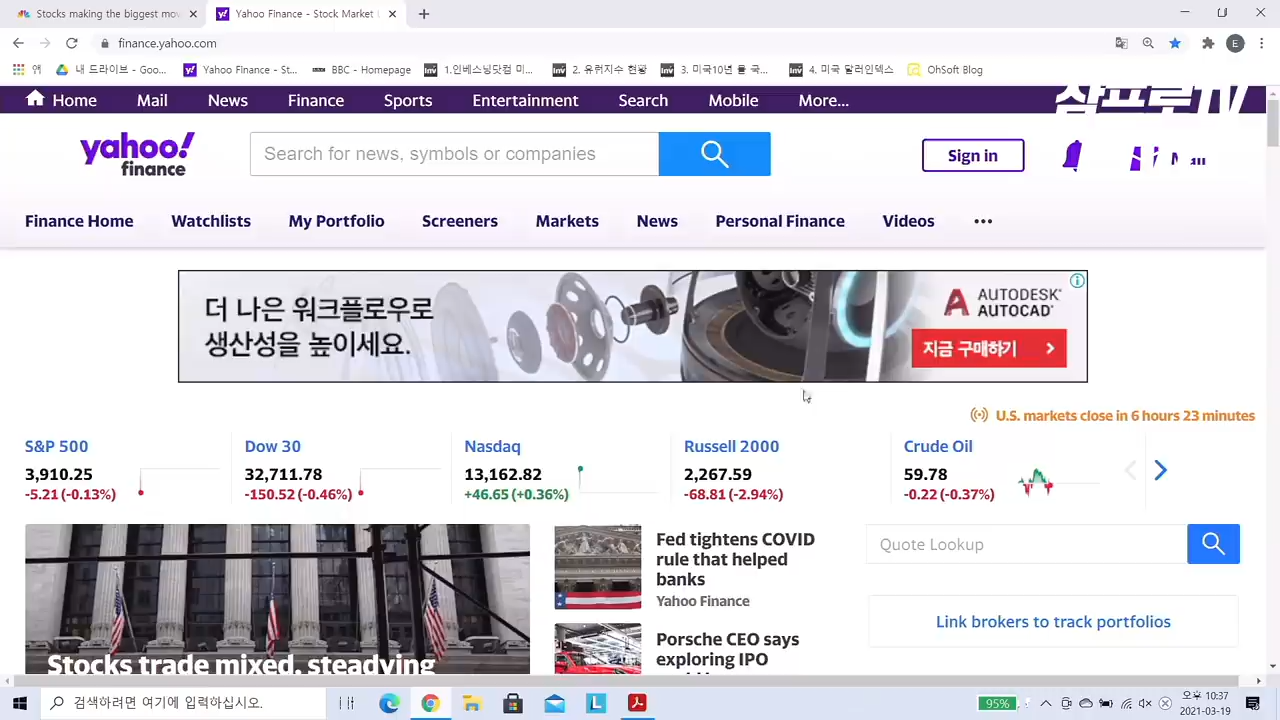 Stocks making the biggest mov
Yahoo Finance - Stock Market
finance.yahoo.com
앱
내 드라이브 - Goo...
Yahoo Finance - St...
BBC - Homepage
1.인베스닝닷컴 미...
2. 유퀴지수 현황
3. 미국10년 물 국...
4. 미국 달러인덱스
OhSoft Blog
Home Mail News Finance Sports Entertainment Search Mobile More...
삼프로TV
yahoo!
finance
Search for news, symbols or companies
Sign in
Finance Home Watchlists My Portfolio Screeners Markets News Personal Finance Videos
더 나은 워크플로우로
생산성을 높이세요.
AUTODESK®
AUTOCAD®
지금 구매하기
U.S. markets close in 6 hours 23 minutes
S&P 500 Dow 30 Nasdaq Russell 2000 Crude Oil
3,910.25 32,711.78 13,162.82 2,267.59 59.78
-5.21 (-0.13%) -150.52 (-0.46%) +46.65 (+0.36%) -68.81 (-2.94%) -0.22 (-0.37%)
Stocks trade mixed, steadying
Fed tightens COVID
rule that helped
banks
Yahoo Finance
Porsche CEO says
exploring IPO
Quote Lookup
Link brokers to track portfolios
검색하려면 여기에 입력하십시오.
95%
오후 10:37
2021-03-19